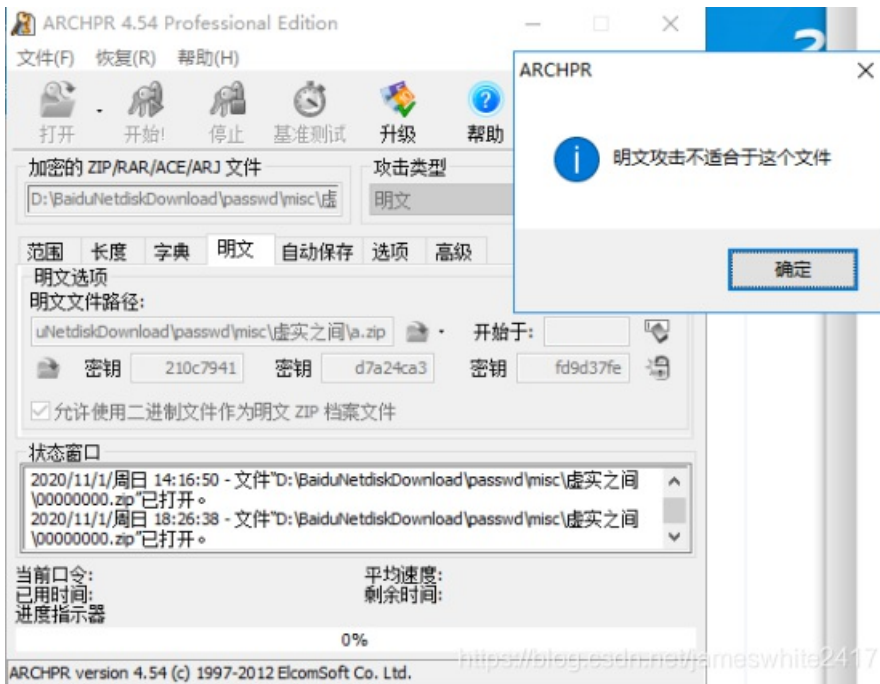 ARCHPR 4.54 Professional Edition
文件(F) 恢复(R) 帮助(H)
打开 开始! 停止 基准测试 升级 帮助
加密的 ZIP/RAR/ACE/ARJ 文件 攻击类型
D:\BaiduNetdiskDownload\passwd\misc\虚 明文
范围 长度 字典 明文 自动保存 选项 高级
明文选项
明文文件路径:
uNetdiskDownload\passwd\misc\虚实之间\a.zip 开始于:
密钥 210c7941 密钥 d7a24ca3 密钥 fd9d37fe
允许使用二进制文件作为明文 ZIP 档案文件
状态窗口
2020/11/1/周日 14:16:50 - 文件"D:\BaiduNetdiskDownload\passwd\misc\虚实之间
\00000000.zip"已打开。
2020/11/1/周日 18:26:38 - 文件"D:\BaiduNetdiskDownload\passwd\misc\虚实之间
\00000000.zip"已打开。
当前口令: 平均速度:
已用时间: 剩余时间:
进度指示器
0%
ARCHPR version 4.54 (c) 1997-2012 ElcomSoft Co. Ltd.
ARCHPR
明文攻击不适合于这个文件
确定
https://blog.csdn.net/jameswhite2417